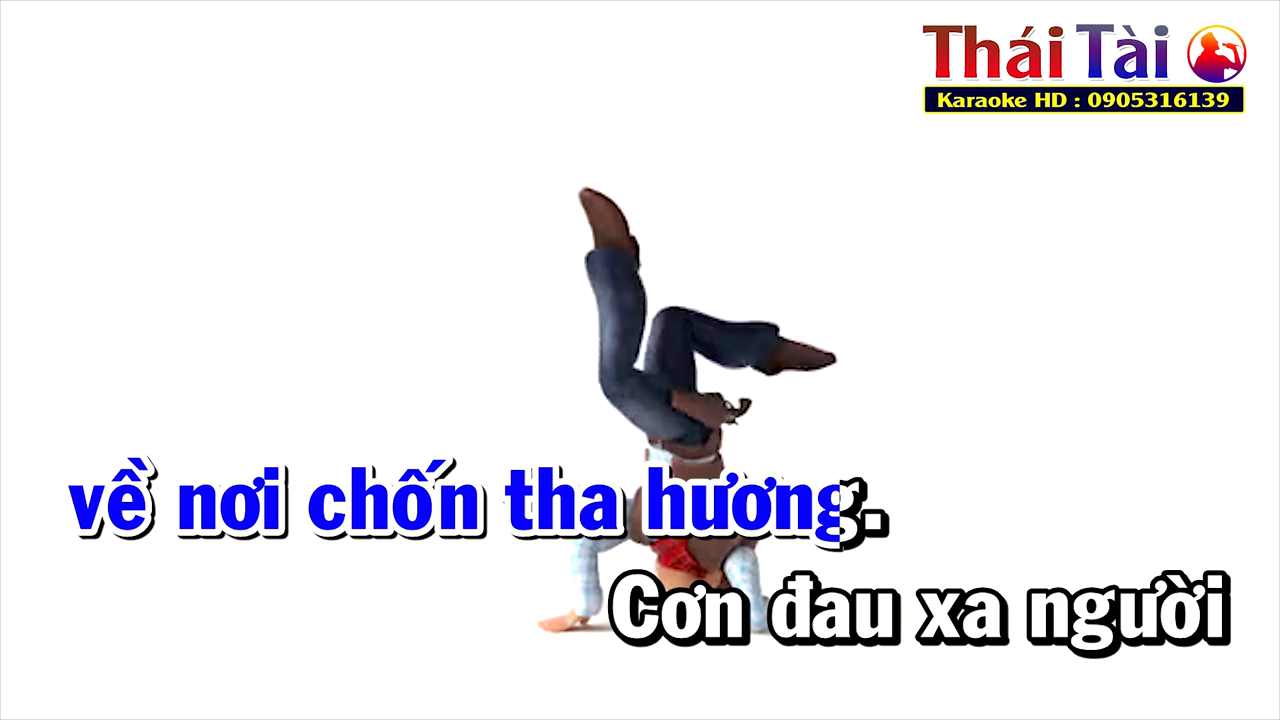 Thái Tài
Karaoke HD : 0905316139
về nơi chốn tha hương.
Cơn đau xa người